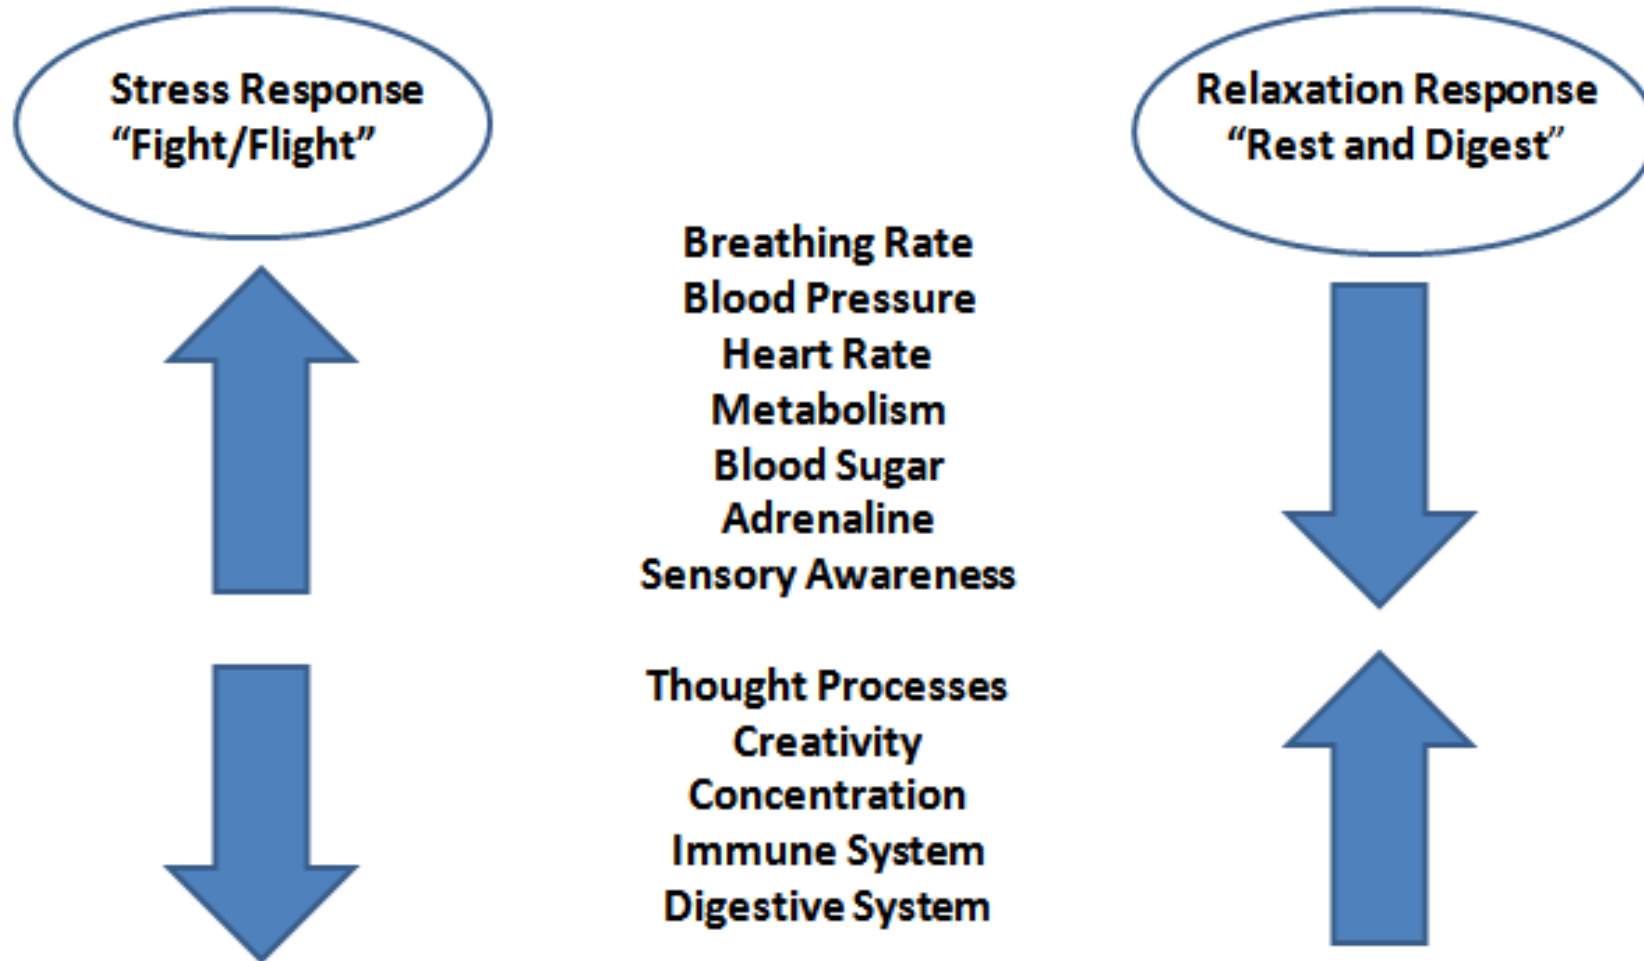 Stress Response
“Fight/Flight”
Relaxation Response
“Rest and Digest”
Breathing Rate
Blood Pressure
Heart Rate
Metabolism
Blood Sugar
Adrenaline
Sensory Awareness
Thought Processes
Creativity
Concentration
Immune System
Digestive System